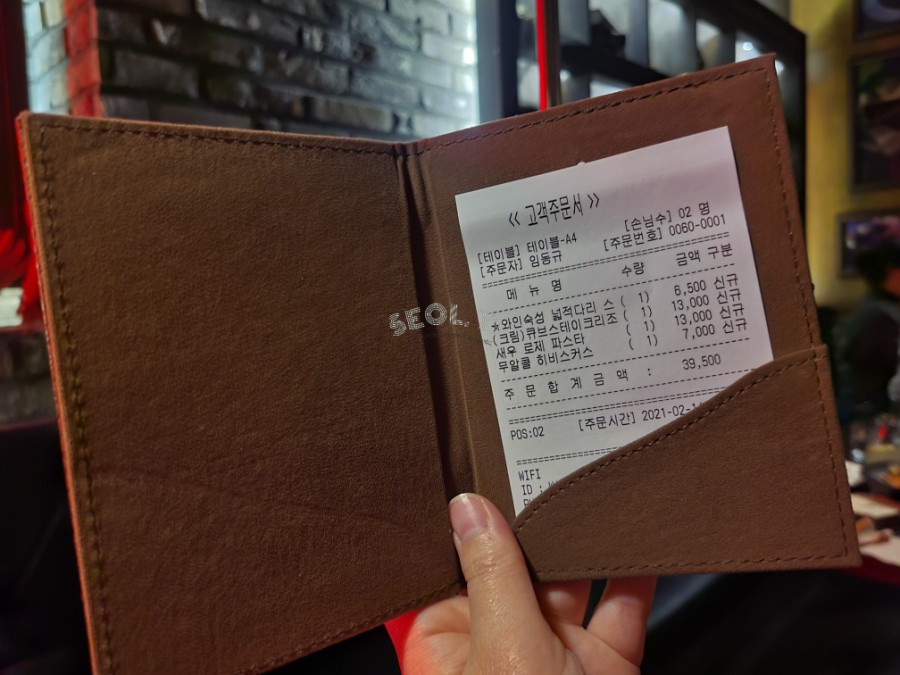 << 고객주문서 >>
[테이블] 테이블-A4 [손님수] 02 명
[주문자] 임동규 [주문번호] 0060-0001
메 뉴 명 수량 금액 구분
★와인숙성 넓적다리 스 ( 1) 6,500 신규
(크림)큐브스테이크리조 ( 1) 13,000 신규
새우 로제 파스타 ( 1) 13,000 신규
무알콜 히비스커스 ( 1) 7,000 신규
주 문 합 계 금 액 : 39,500
POS:02 [주문시간] 2021-02-
WIFI
ID :
SEOL